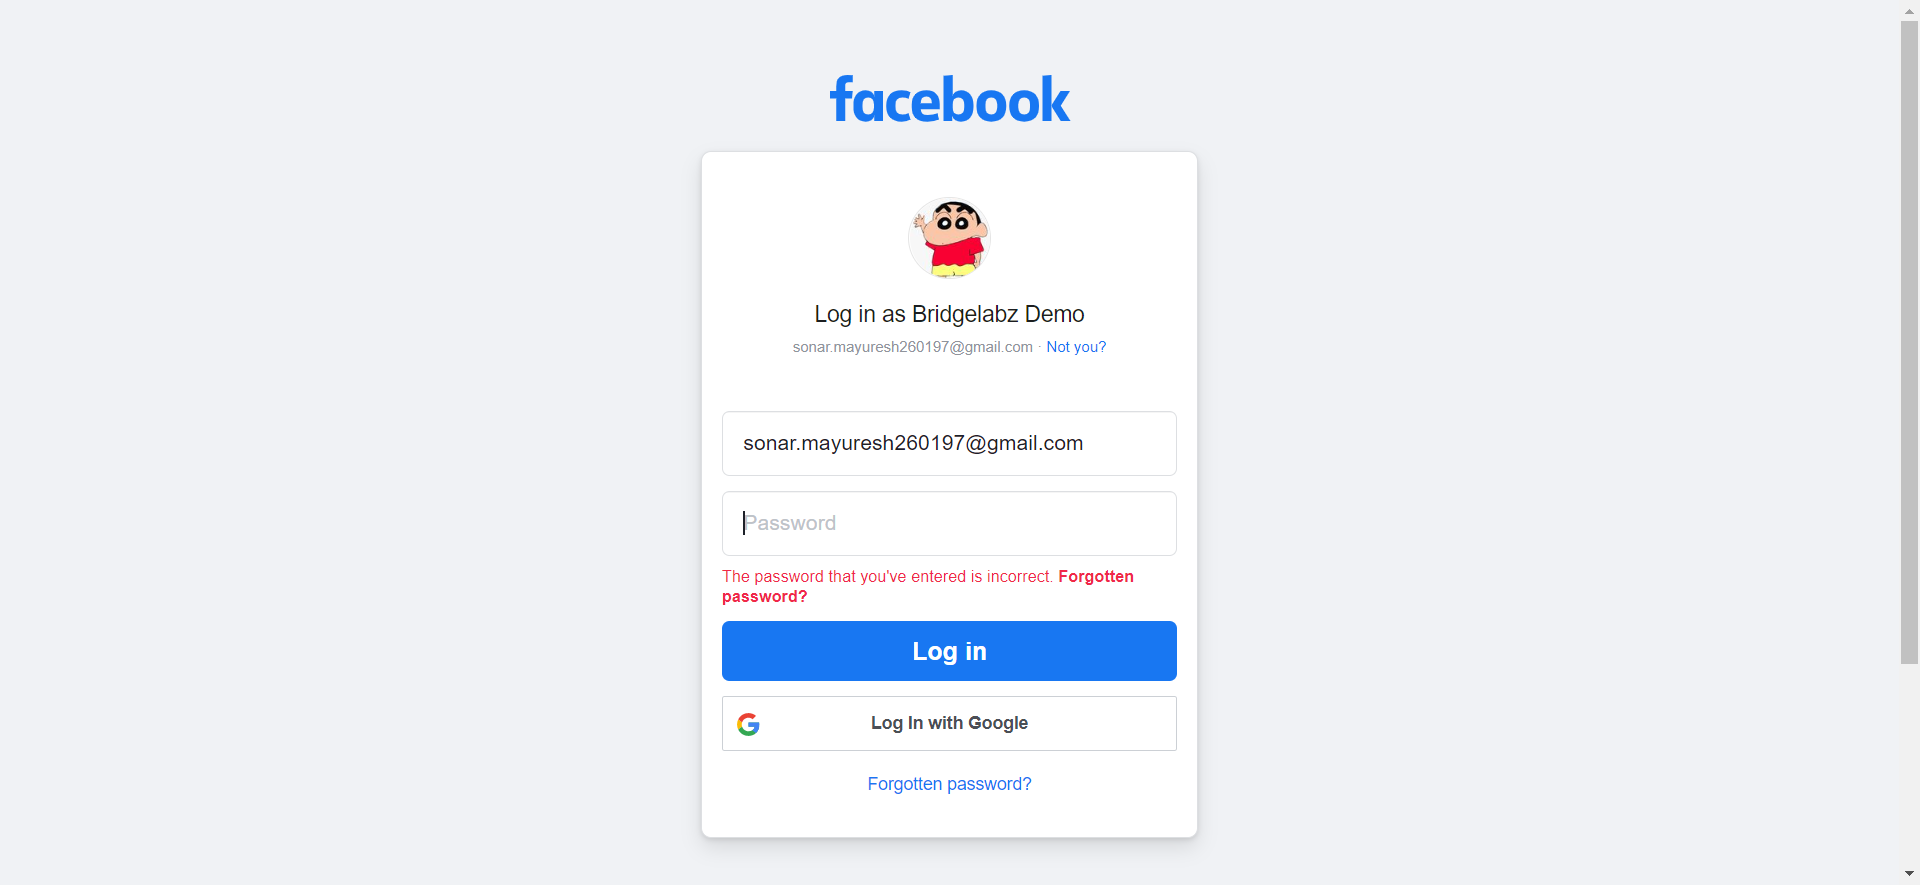 facebook
Log in as Bridgelabz Demo
sonar.mayuresh260197@gmail.com · Not you?
sonar.mayuresh260197@gmail.com
Password
The password that you've entered is incorrect. Forgotten
password?
Log in
Log In with Google
Forgotten password?